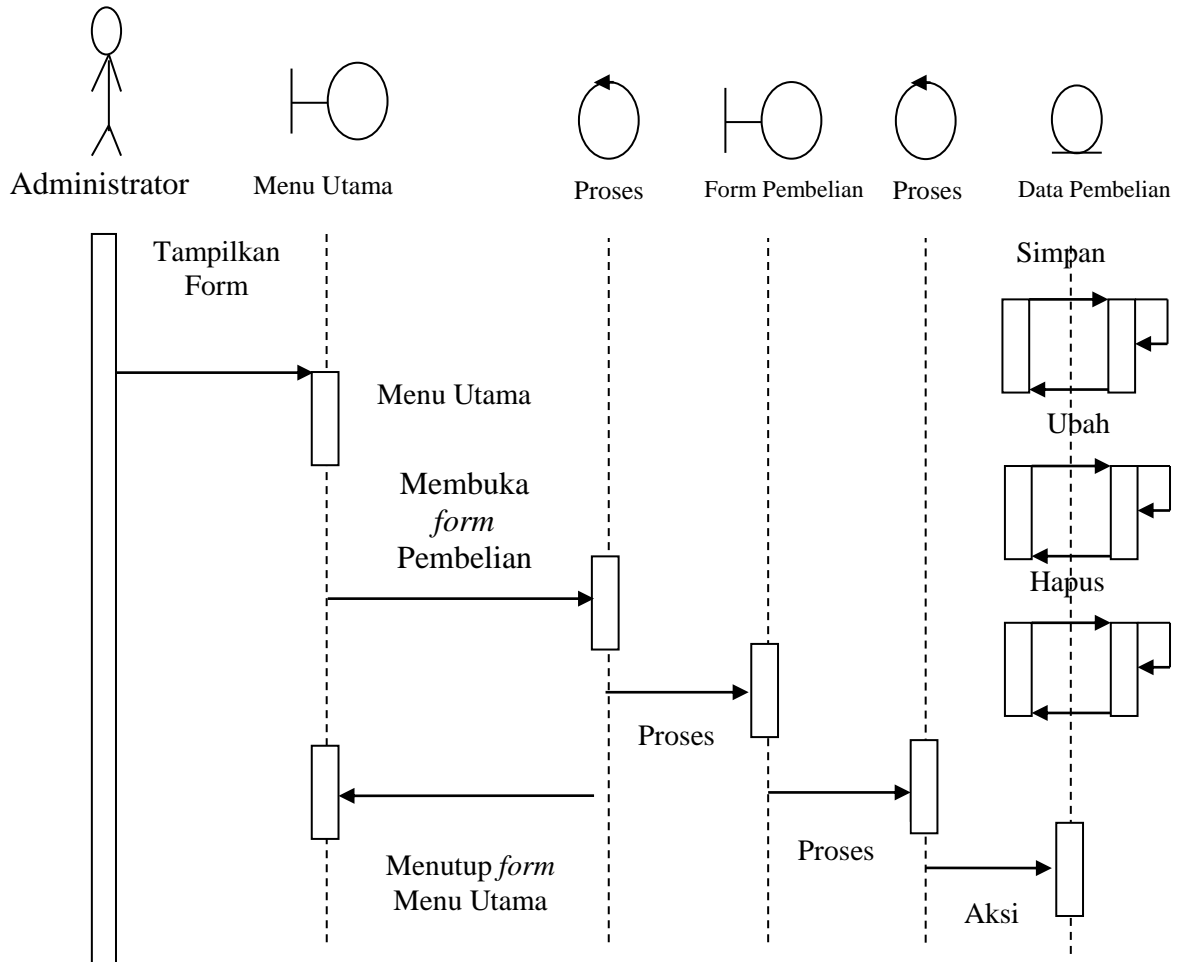 Administrator
Menu Utama
Proses
Form Pembelian
Proses
Data Pembelian
Tampilkan
Form
Simpan
Menu Utama
Ubah
Membuka
form
Pembelian
Hapus
Proses
Proses
Menutup form
Menu Utama
Aksi